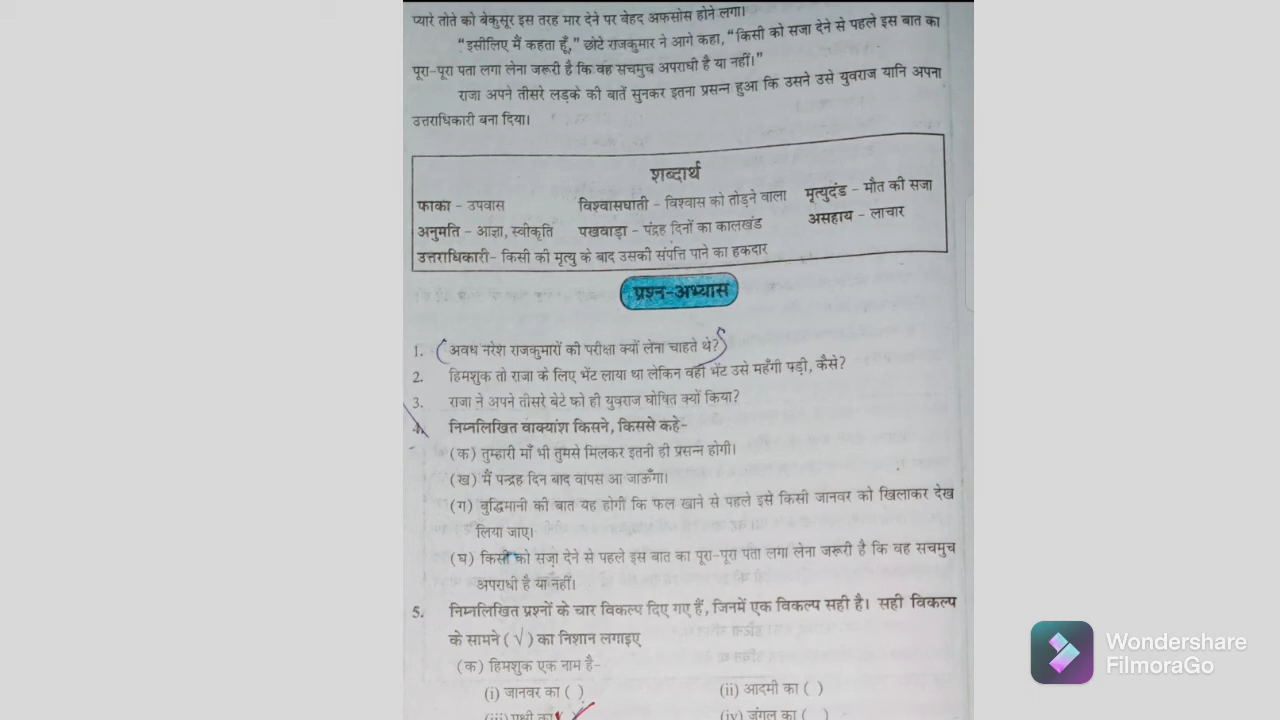 प्यारे तोते को बेकुसूर इस तरह मार देने पर बेहद अफसोस होने लगा।
“इसीलिए मैं कहता हूँ,” छोटे राजकुमार ने आगे कहा, “किसी को सजा देने से पहले इस बात का
पूरा-पूरा पता लगा लेना जरूरी है कि वह सचमुच अपराधी है या नहीं।”
राजा अपने तीसरे लड़के की बातें सुनकर इतना प्रसन्न हुआ कि उसने उसे युवराज यानि अपना
उत्तराधिकारी बना दिया।
शब्दार्थ
फाका – उपवास विश्वासघाती – विश्वास को तोड़ने वाला मृत्युदंड – मौत की सजा
अनुमति – आज्ञा, स्वीकृति पखवाड़ा – पंद्रह दिनों का कालखंड असहाय – लाचार
उत्तराधिकारी– किसी की मृत्यु के बाद उसकी संपत्ति पाने का हकदार
प्रश्न-अभ्यास
1. अवध नरेश राजकुमारों की परीक्षा क्यों लेना चाहते थे?
2. हिमशुक तो राजा के लिए भेंट लाया था लेकिन वही भेंट उसे महँगी पड़ी, कैसे?
3. राजा ने अपने तीसरे बेटे को ही युवराज घोषित क्यों किया?
4. निम्नलिखित वाक्यांश किसने, किससे कहे–
(क) तुम्हारी माँ भी तुमसे मिलकर इतनी ही प्रसन्न होगी।
(ख) मैं पन्द्रह दिन बाद वापस आ जाऊँगा।
(ग) बुद्धिमानी की बात यह होगी कि फल खाने से पहले इसे किसी जानवर को खिलाकर देख
लिया जाए।
(घ) किसी को सज़ा देने से पहले इस बात का पूरा-पूरा पता लगा लेना जरूरी है कि वह सचमुच
अपराधी है या नहीं।
5. निम्नलिखित प्रश्नों के चार विकल्प दिए गए हैं, जिनमें एक विकल्प सही है। सही विकल्प
के सामने (√) का निशान लगाइए
(क) हिमशुक एक नाम है–
(i) जानवर का ( ) (ii) आदमी का ( )
(iii) पक्षी का (iv) जंगल का ( )
Wondershare
FilmoraGo